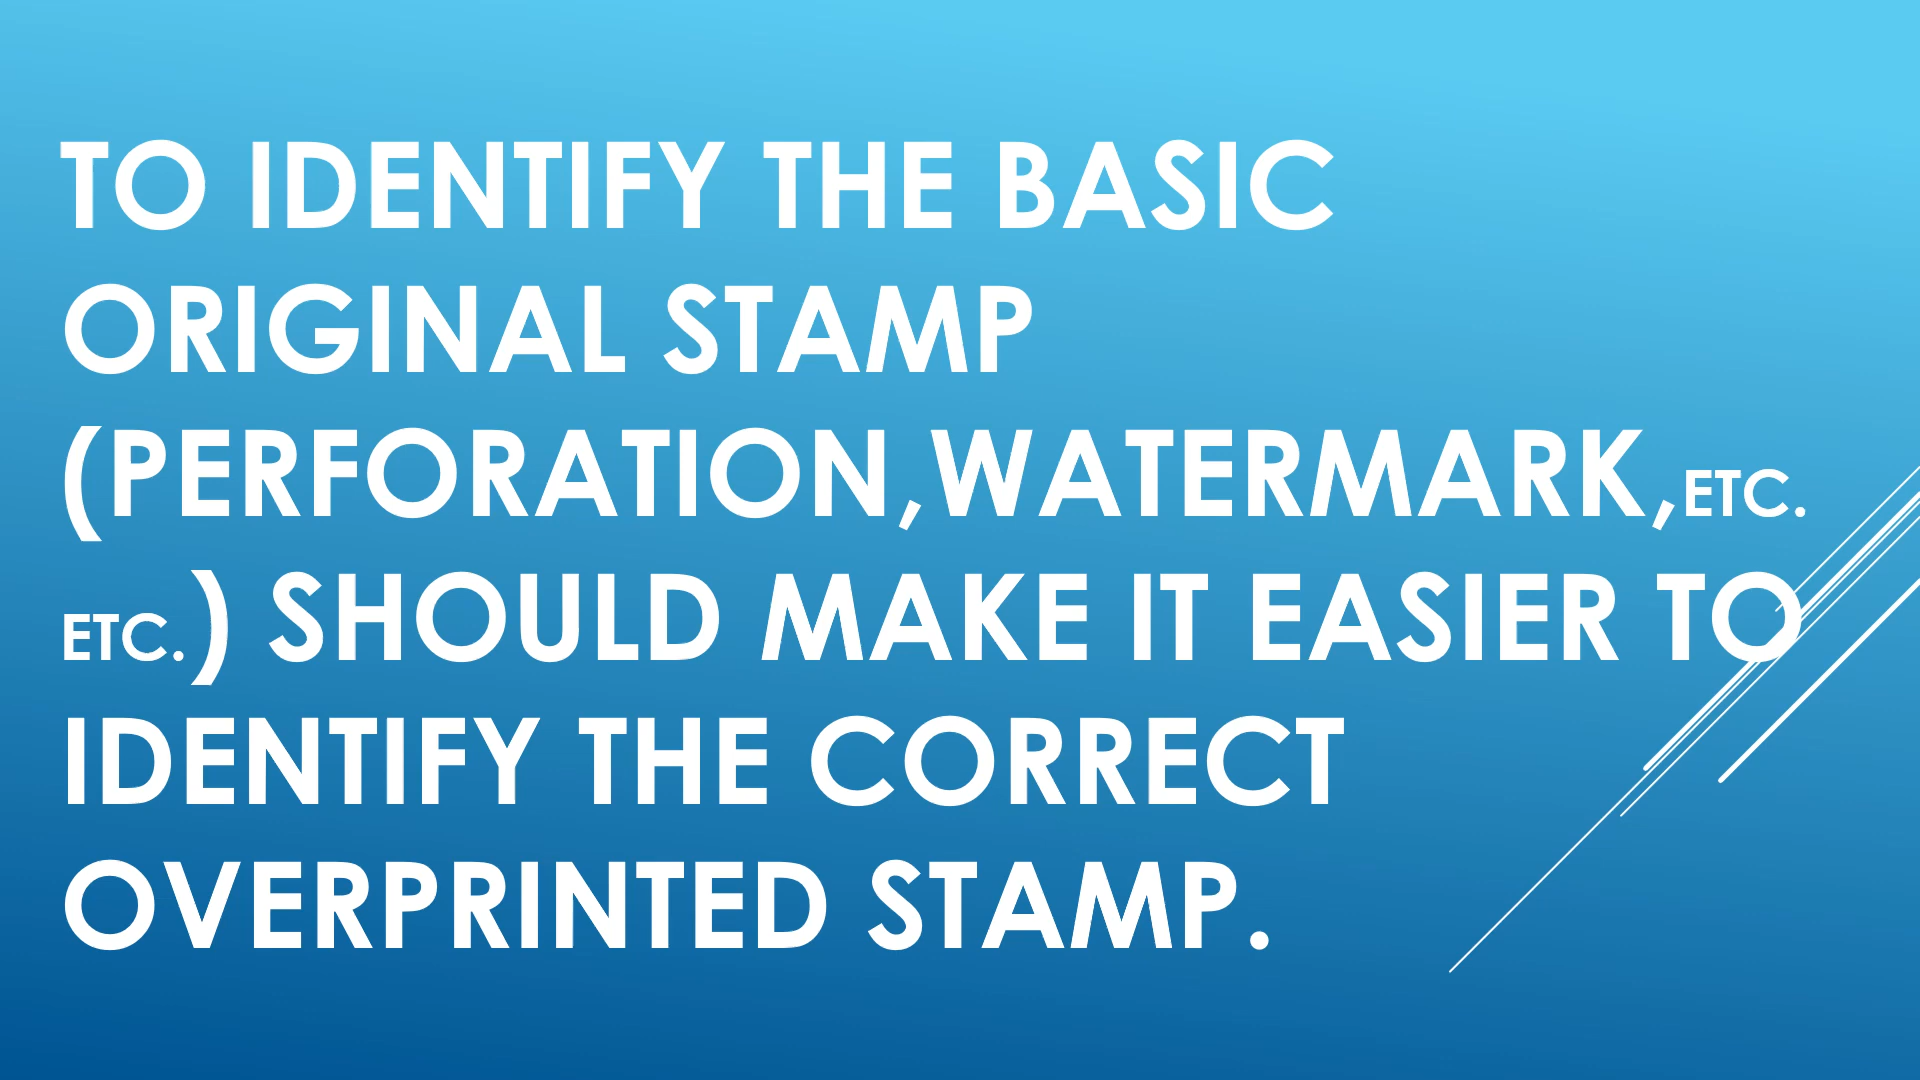 TO IDENTIFY THE BASIC
ORIGINAL STAMP
(PERFORATION,WATERMARK,ETC.
ETC.) SHOULD MAKE IT EASIER TO
IDENTIFY THE CORRECT
OVERPRINTED STAMP.